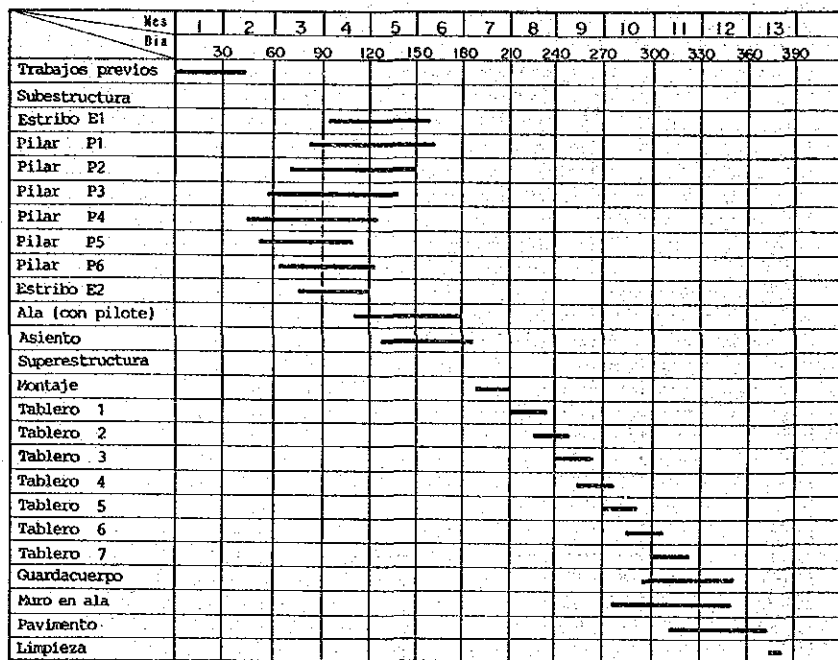 Mes 1 2 3 4 5 6 7 8 9 10 11 12 13
Día 30 60 90 120 150 180 210 240 270 300 330 360 390
Trabajos previos
Subestructura
Estribo E1
Pilar P1
Pilar P2
Pilar P3
Pilar P4
Pilar P5
Pilar P6
Estribo E2
Ala (con pilote)
Asiento
Superestructura
Montaje
Tablero 1
Tablero 2
Tablero 3
Tablero 4
Tablero 5
Tablero 6
Tablero 7
Guardacuerpo
Muro en ala
Pavimento
Limpieza